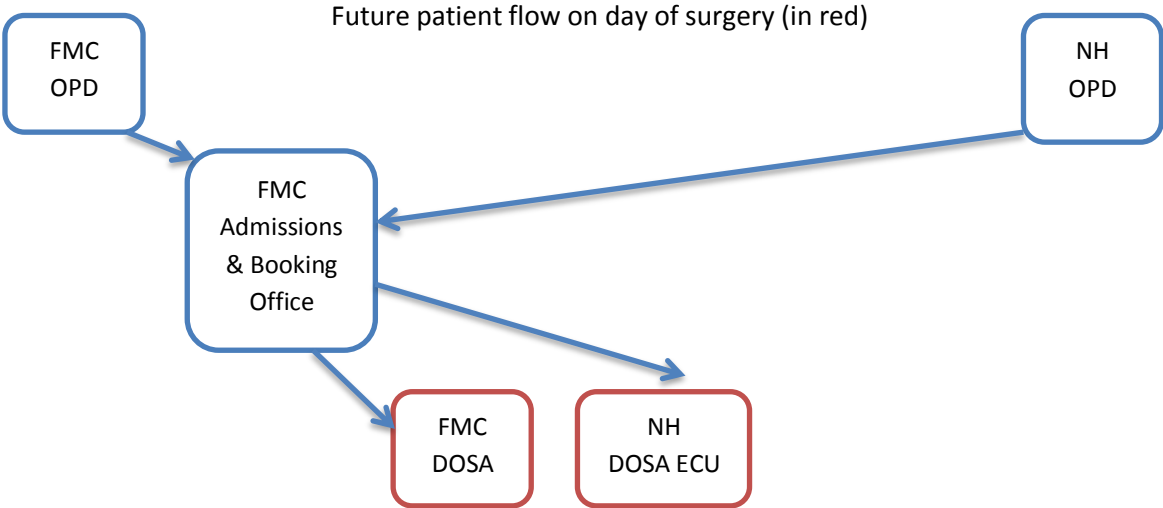 Future patient flow on day of surgery (in red)
FMC
OPD
NH
OPD
FMC
Admissions
& Booking
Office
FMC
DOSA
NH
DOSA ECU